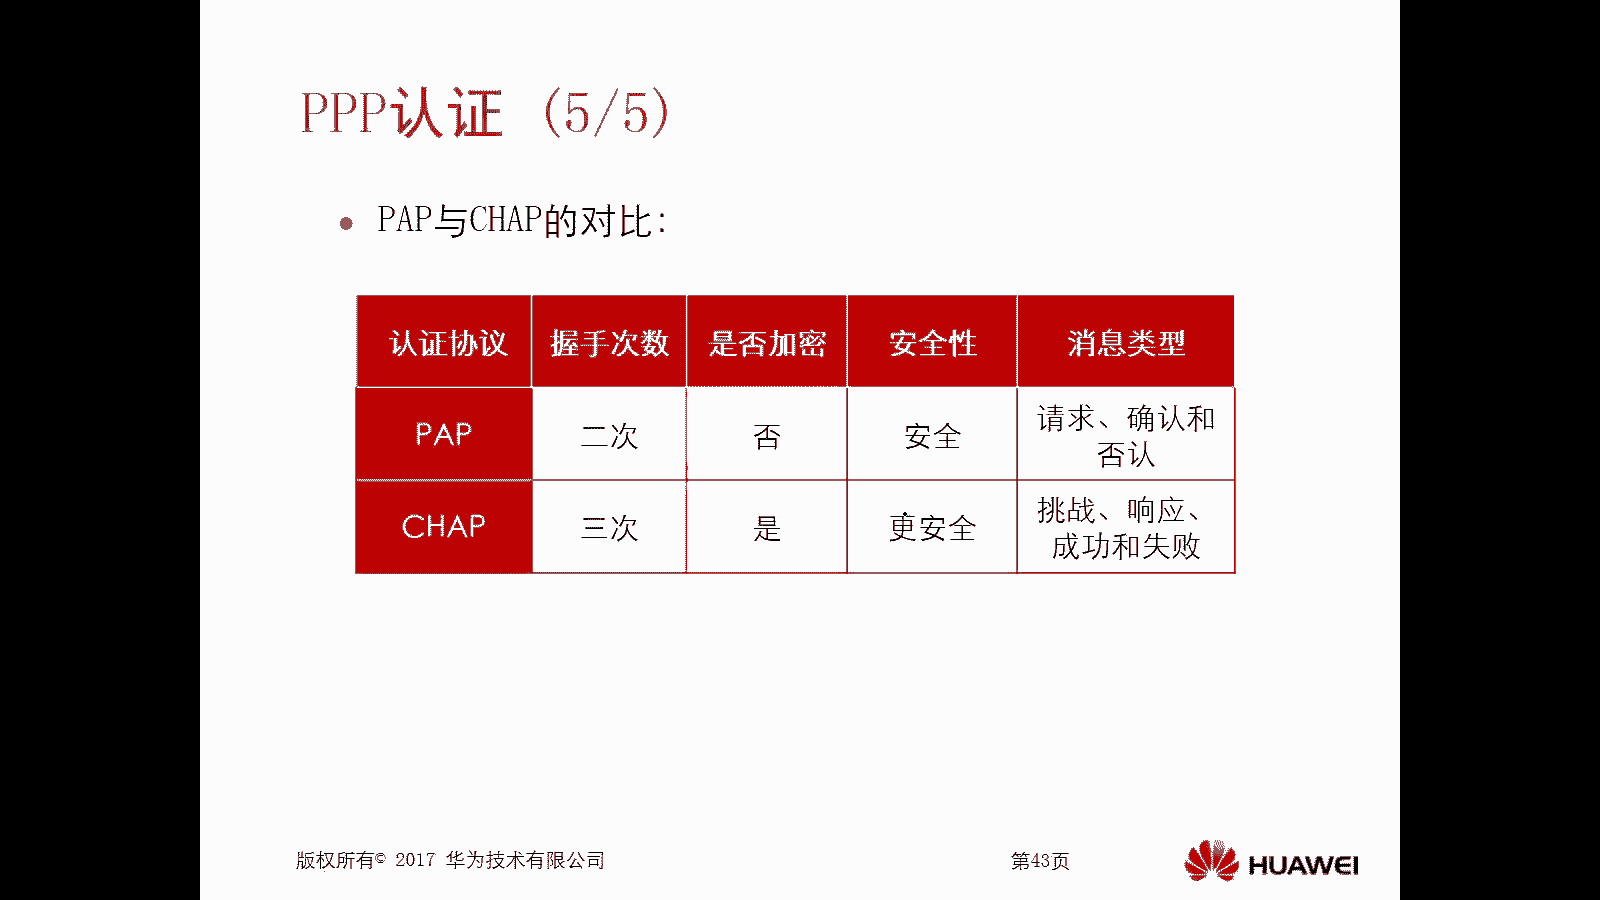 PPP认证 (5/5)
PAP与CHAP的对比:
认证协议 握手次数 是否加密 安全性 消息类型
PAP 二次 否 安全 请求、确认和
否认
CHAP 三次 是 更安全 挑战、响应、
成功和失败
版权所有© 2017 华为技术有限公司
第43页
HUAWEI